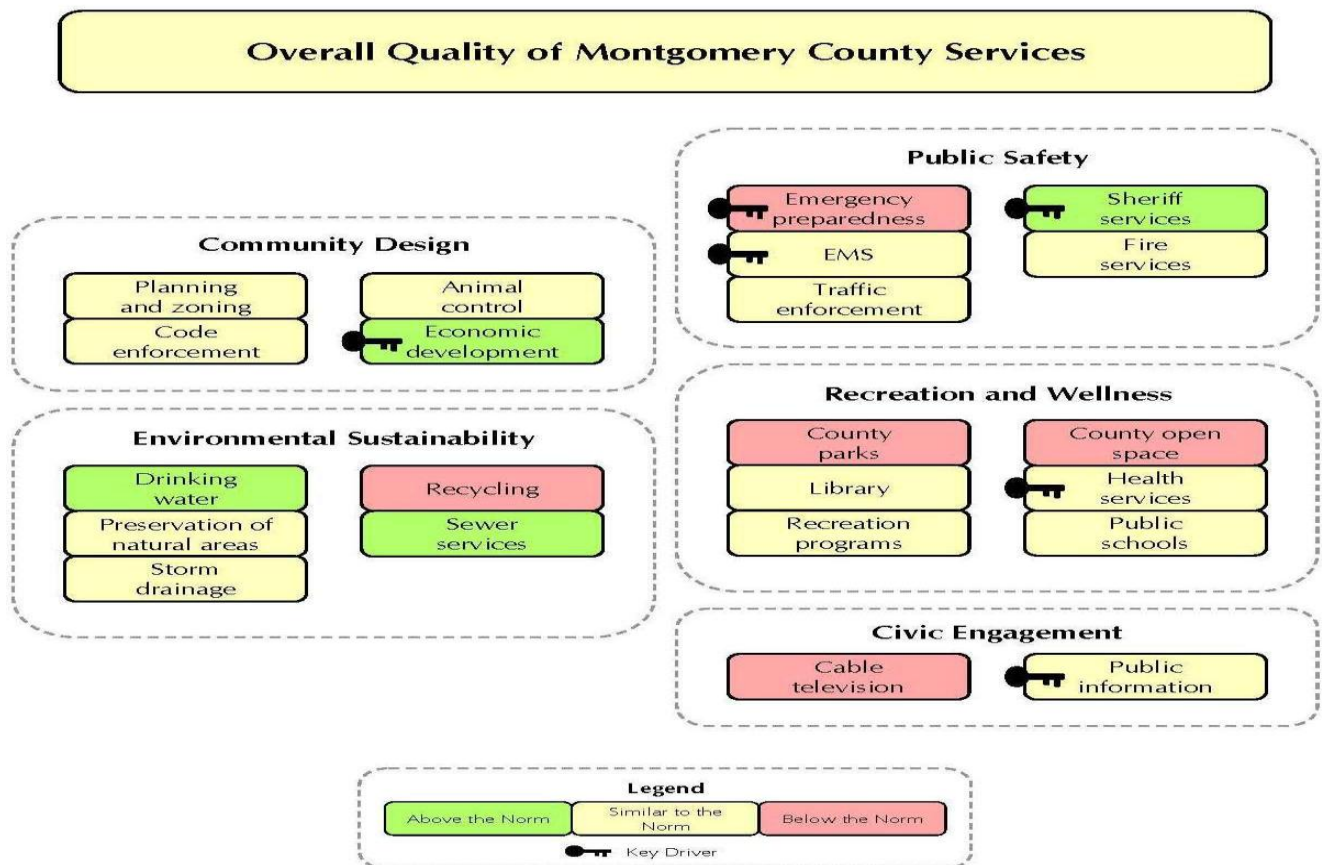 Overall Quality of Montgomery County Services
Public Safety
Emergency
preparedness
EMS
Traffic
enforcement
Sheriff
services
Fire
services
Community Design
Planning
and zoning
Code
enforcement
Animal
control
Economic
development
Recreation and Wellness
County
parks
Library
Recreation
programs
County open
space
Health
services
Public
schools
Environmental Sustainability
Drinking
water
Preservation of
natural areas
Storm
drainage
Recycling
Sewer
services
Civic Engagement
Cable
television
Public
information
Legend
Above the Norm
Similar to the
Norm
Below the Norm
Key Driver